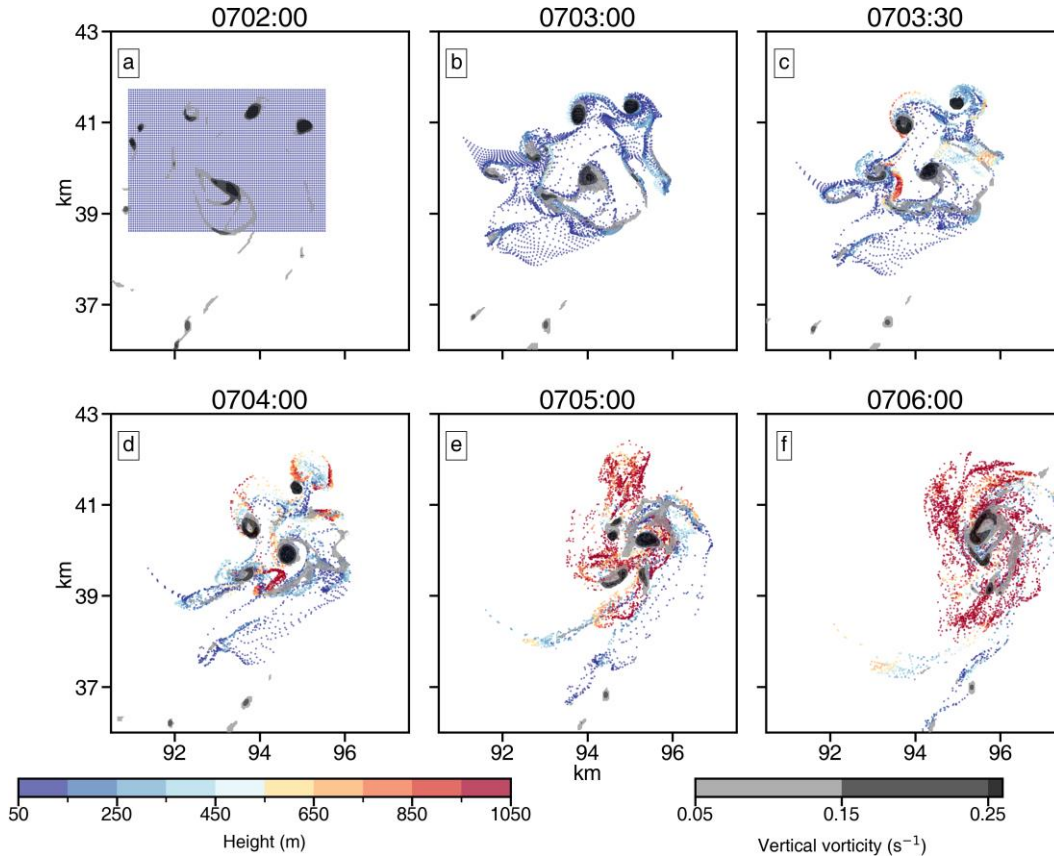 0702:00 0703:00 0703:30
43 a b c
41
km
39
37
0704:00 0705:00 0706:00
43 d e f
41
km
39
37
92 94 96 92 94 96 92 94 96
km
50 250 450 650 850 1050 0.05 0.15 0.25
Height (m) Vertical vorticity (s⁻¹)